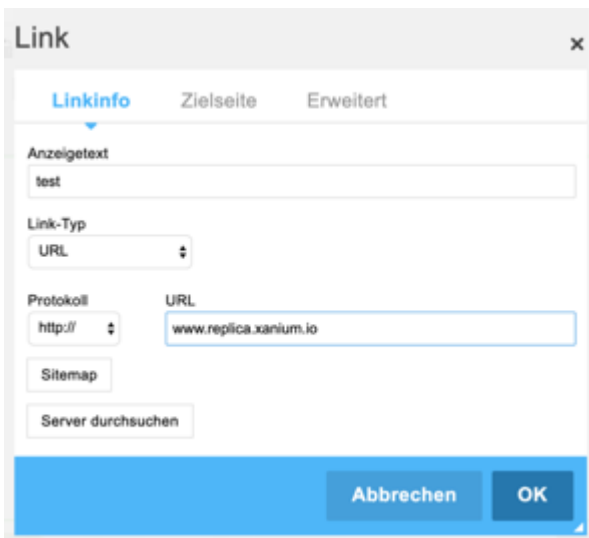 Link
×
Linkinfo Zielseite Erweitert
Anzeigetext
test
Link-Typ
URL
Protokoll URL
http:// www.replica.xanium.io
Sitemap
Server durchsuchen
Abbrechen OK